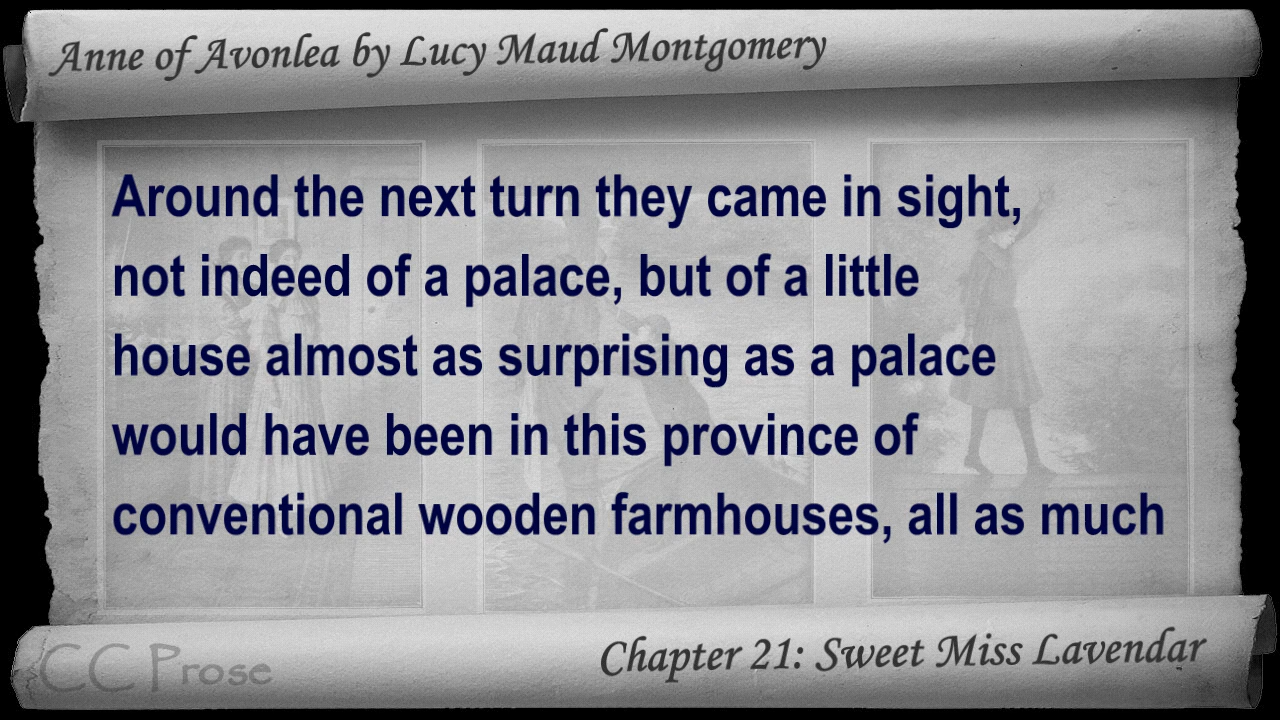 Anne of Avonlea by Lucy Maud Montgomery
Around the next turn they came in sight,
not indeed of a palace, but of a little
house almost as surprising as a palace
would have been in this province of
conventional wooden farmhouses, all as much
CC Prose
Chapter 21: Sweet Miss Lavendar